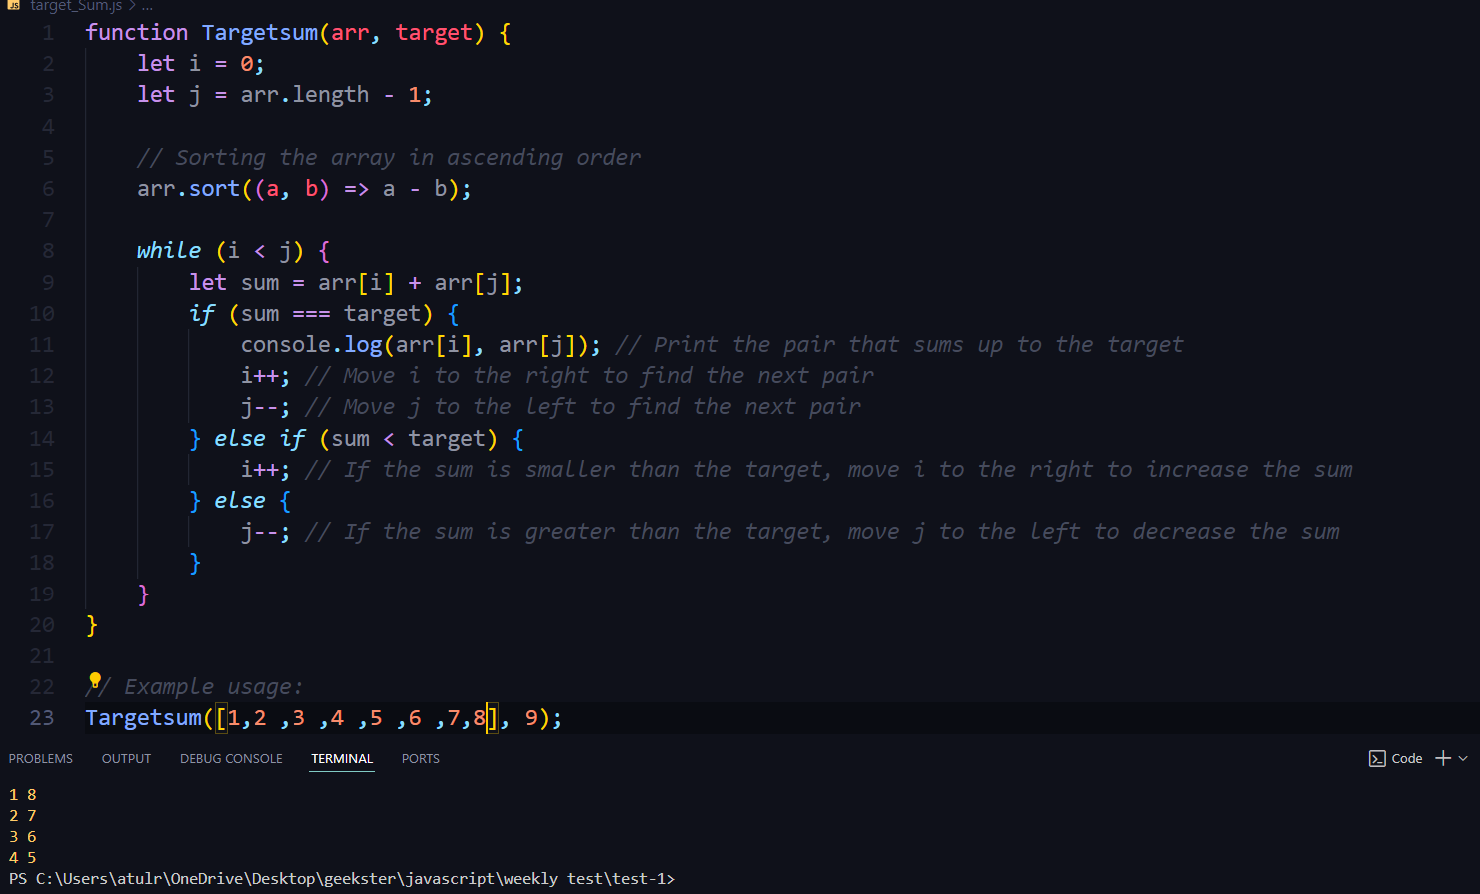 JS target_Sum.js > ...
1 function Targetsum(arr, target) {
2 let i = 0;
3 let j = arr.length - 1;
4
5 // Sorting the array in ascending order
6 arr.sort((a, b) => a - b);
7
8 while (i < j) {
9 let sum = arr[i] + arr[j];
10 if (sum === target) {
11 console.log(arr[i], arr[j]); // Print the pair that sums up to the target
12 i++; // Move i to the right to find the next pair
13 j--; // Move j to the left to find the next pair
14 } else if (sum < target) {
15 i++; // If the sum is smaller than the target, move i to the right to increase the sum
16 } else {
17 j--; // If the sum is greater than the target, move j to the left to decrease the sum
18 }
19 }
20 }
21
22 // Example usage:
23 Targetsum([1,2 ,3 ,4 ,5 ,6 ,7,8], 9);
PROBLEMS OUTPUT DEBUG CONSOLE TERMINAL PORTS Code
1 8
2 7
3 6
4 5
PS C:\Users\atulr\OneDrive\Desktop\geekster\javascript\weekly test\test-1>